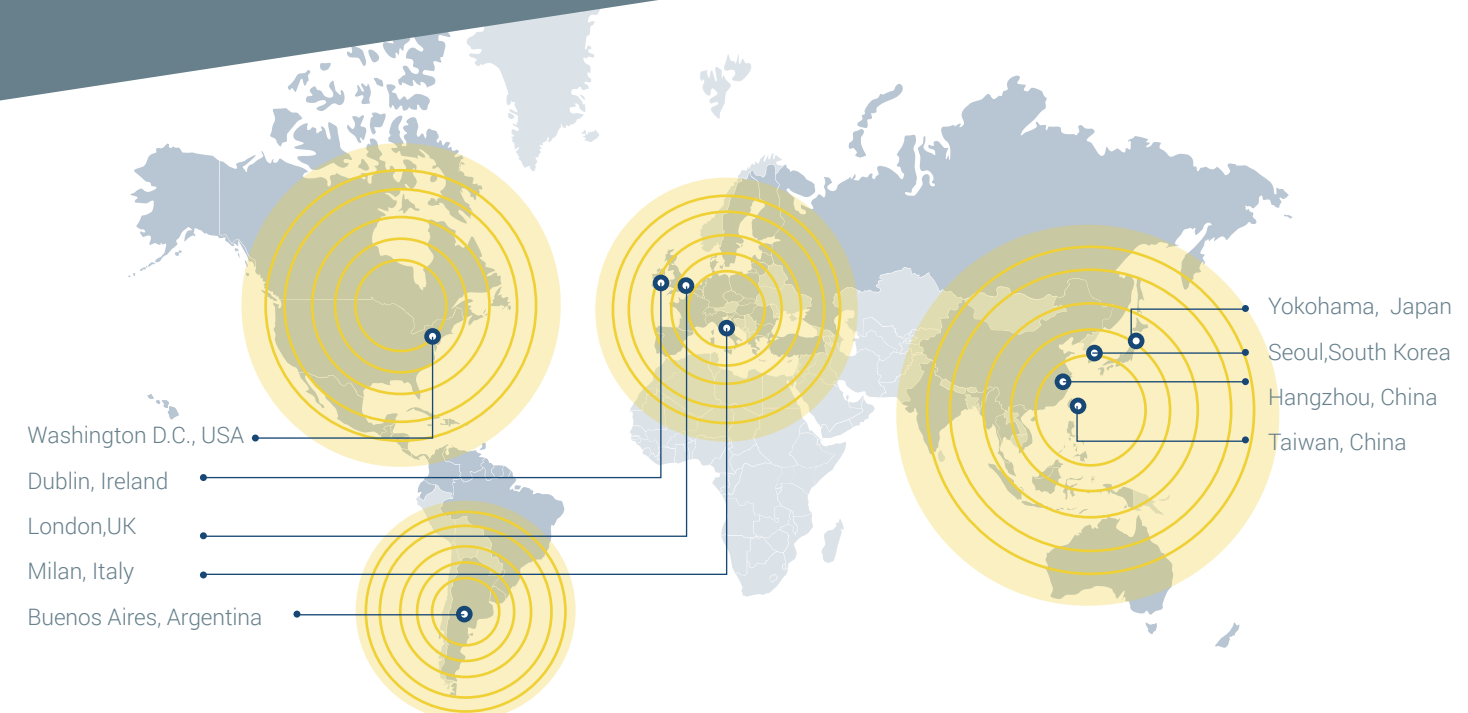 Washington D.C., USA
Dublin, Ireland
London,UK
Milan, Italy
Buenos Aires, Argentina
Yokohama, Japan
Seoul,South Korea
Hangzhou, China
Taiwan, China